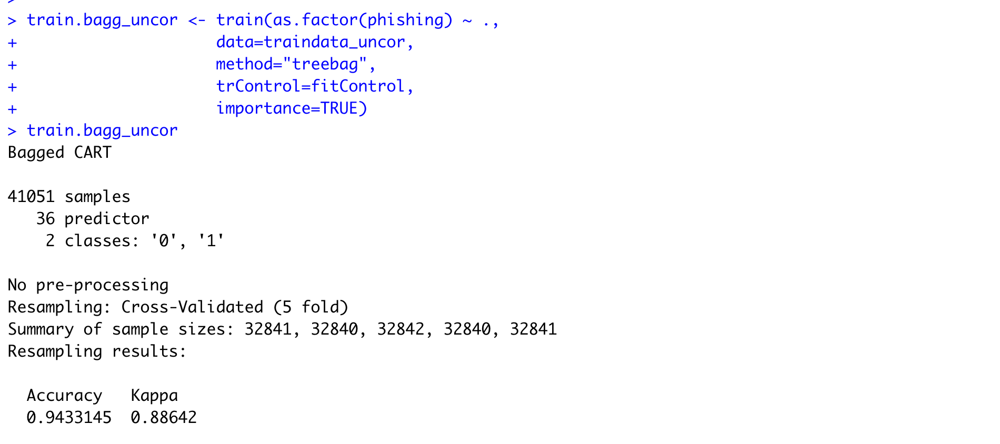 >
> train.bagg_uncor <- train(as.factor(phishing) ~ .,
+                     data=traindata_uncor,
+                     method="treebag",
+                     trControl=fitControl,
+                     importance=TRUE)
> train.bagg_uncor
Bagged CART

41051 samples
   36 predictor
    2 classes: '0', '1'

No pre-processing
Resampling: Cross-Validated (5 fold)
Summary of sample sizes: 32841, 32840, 32842, 32840, 32841
Resampling results:

  Accuracy   Kappa
  0.9433145  0.88642